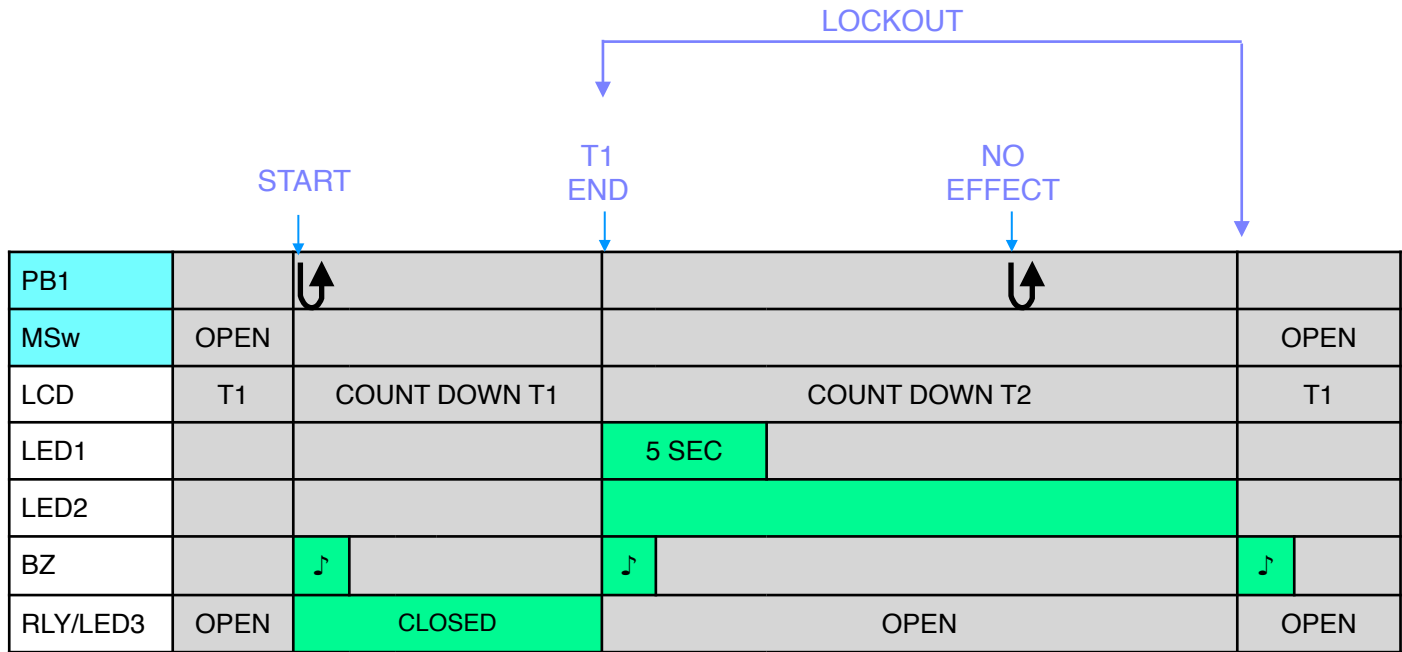 LOCKOUT
START
T1
END
NO
EFFECT
PB1
MSw OPEN OPEN
LCD T1 COUNT DOWN T1 COUNT DOWN T2 T1
LED1 5 SEC
LED2
BZ ♪ ♪ ♪
RLY/LED3 OPEN CLOSED OPEN OPEN